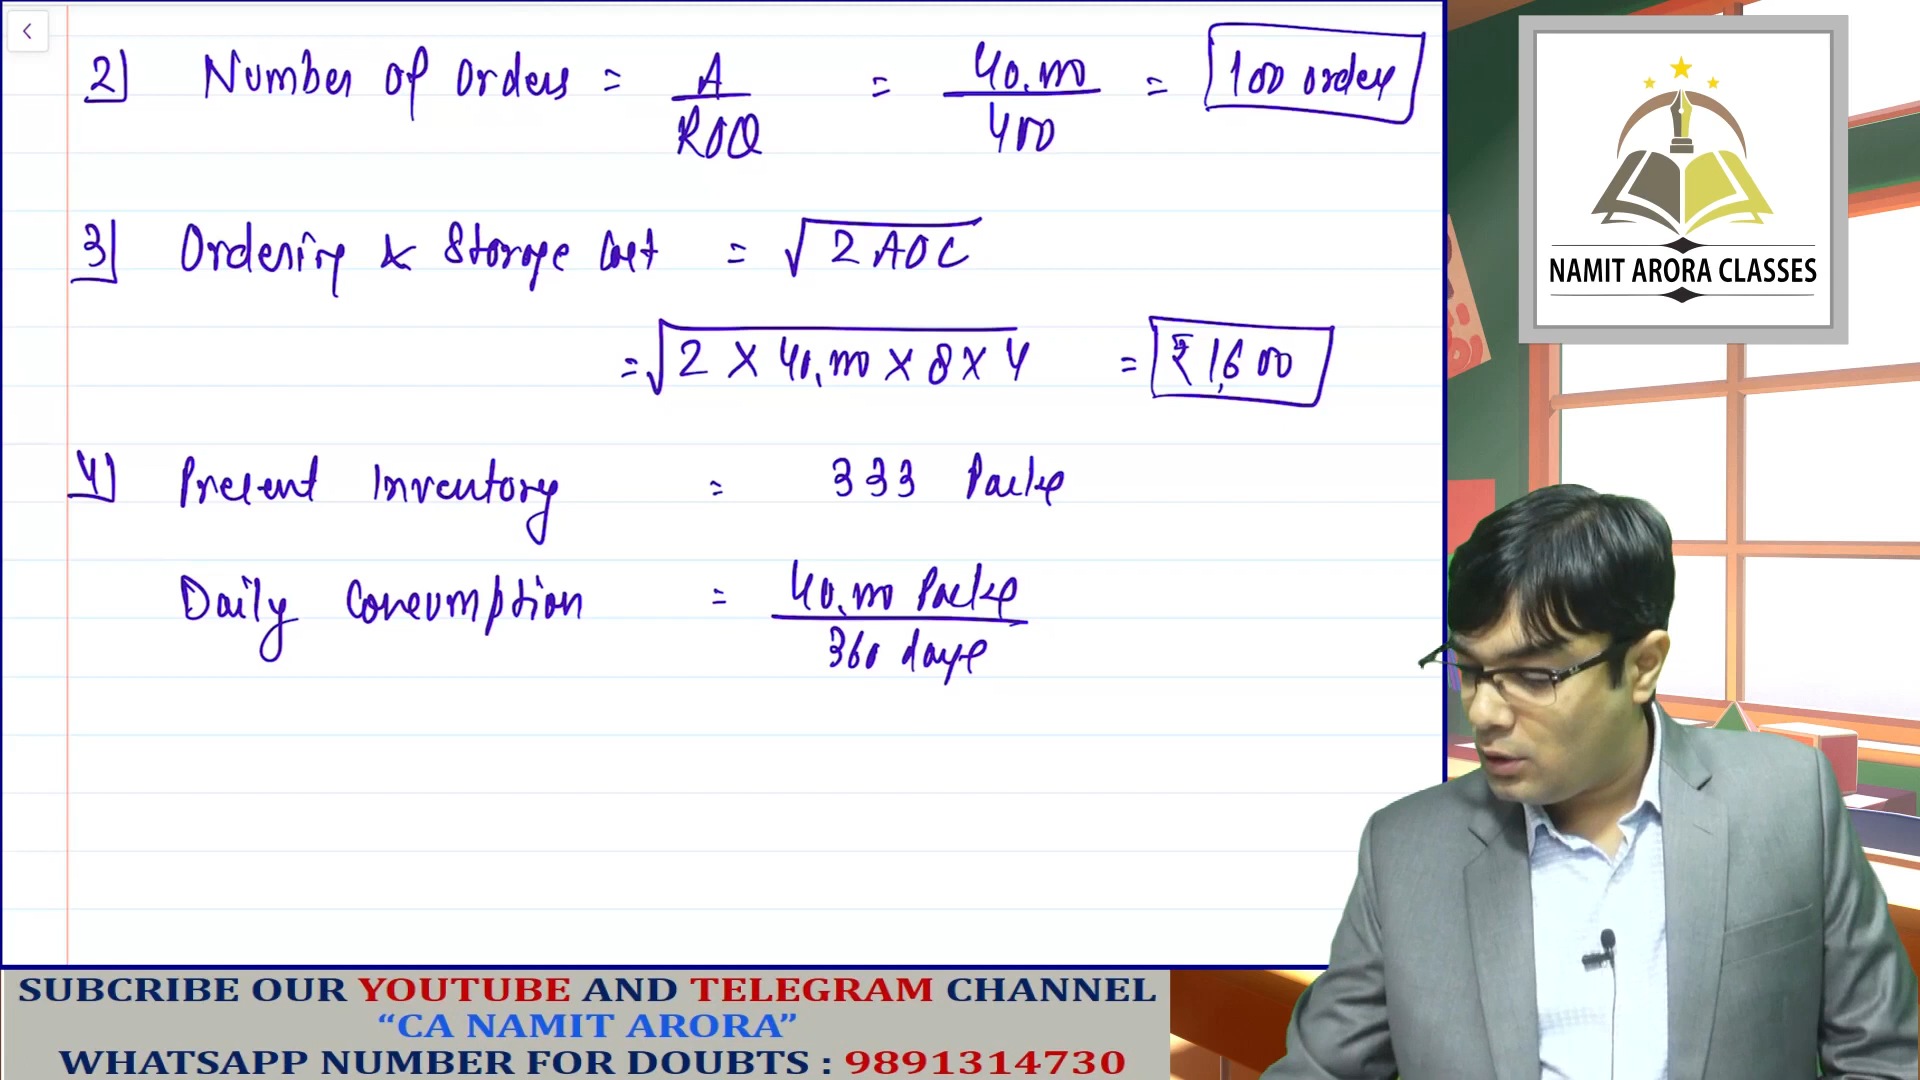 2) Number of orders = A / ROQ = 40,000 / 400 = 100 orders
3) Ordering & Storage Cost = √2AOC
= √2 × 40,000 × 8 × 4 = ₹ 1,600
4) Present Inventory = 333 Packs
Daily Consumption = 40,000 Packs / 360 days
NAMIT ARORA CLASSES
SUBCRIBE OUR YOUTUBE AND TELEGRAM CHANNEL
“CA NAMIT ARORA”
WHATSAPP NUMBER FOR DOUBTS : 9891314730